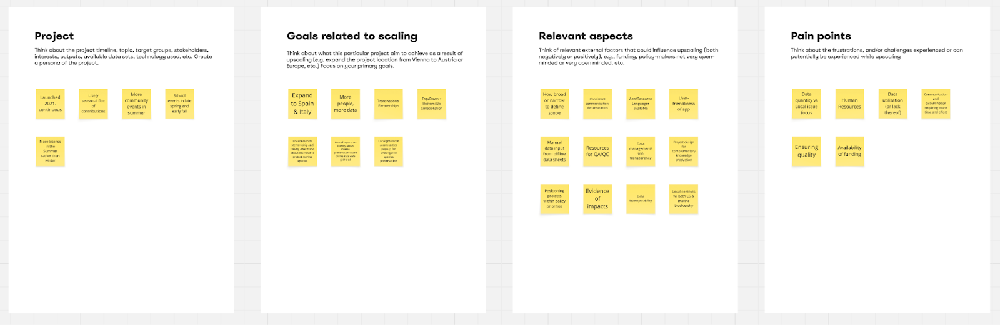 Project
Think about the project timeline, topic, target groups, stakeholders,
interests, outputs, available data sets, technology used, etc. Create
a persona of the project.
Launched
2021.
continuous
Likely
seasonal flux
of
contributions
More
community
events in
summer
School
events in late
spring and
early fall
More intense
in the
Summer
rather than
winter
Goals related to scaling
Think about what this particular project aim to achieve as a result of
upscaling (e.g. expand the project location from Vienna to Austria or
Europe, etc.) Focus on your primary goals.
Expand
to Spain
& Italy
More
people,
more data
Transnational
Partnerships
Top/Down +
Bottom/Up
Collaboration
Environmental
stewardship and
raising awareness
about the need to
protect marine
species
Annual reports on
literacy about
marine
preservation based
on the local data
gathered
Local grassroot
communities
pop-up for
endangered
species
preservation
Relevant aspects
Think of relevant external factors that could influence upscaling (both
negatively or positively), e.g., funding, policy-makers not very open-
minded or very open minded, etc.
How broad
or narrow
to define
scope
Consistent
communication,
dissemination
App/Resource
Languages
available
User-
friendliness
of app
Manual
data input
from offline
data sheets
Resources
for QA/QC
Data
management/
use
transparency
Project design
for
complementary
knowledge
production
Positioning
projects
within policy
priorities
Evidence
of
impacts
Data
interoperability
Local contexts
w/ both CS &
marine
biodiversity
Pain points
Think about the frustrations, and/or challenges experienced or can
potentially be experienced while upscaling
Data
quantity vs
Local issue
focus
Human
Resources
Data
utilization
(or lack
thereof)
Communication
and
dissemination
requiring more
time and effort
Ensuring
quality
Availability
of funding